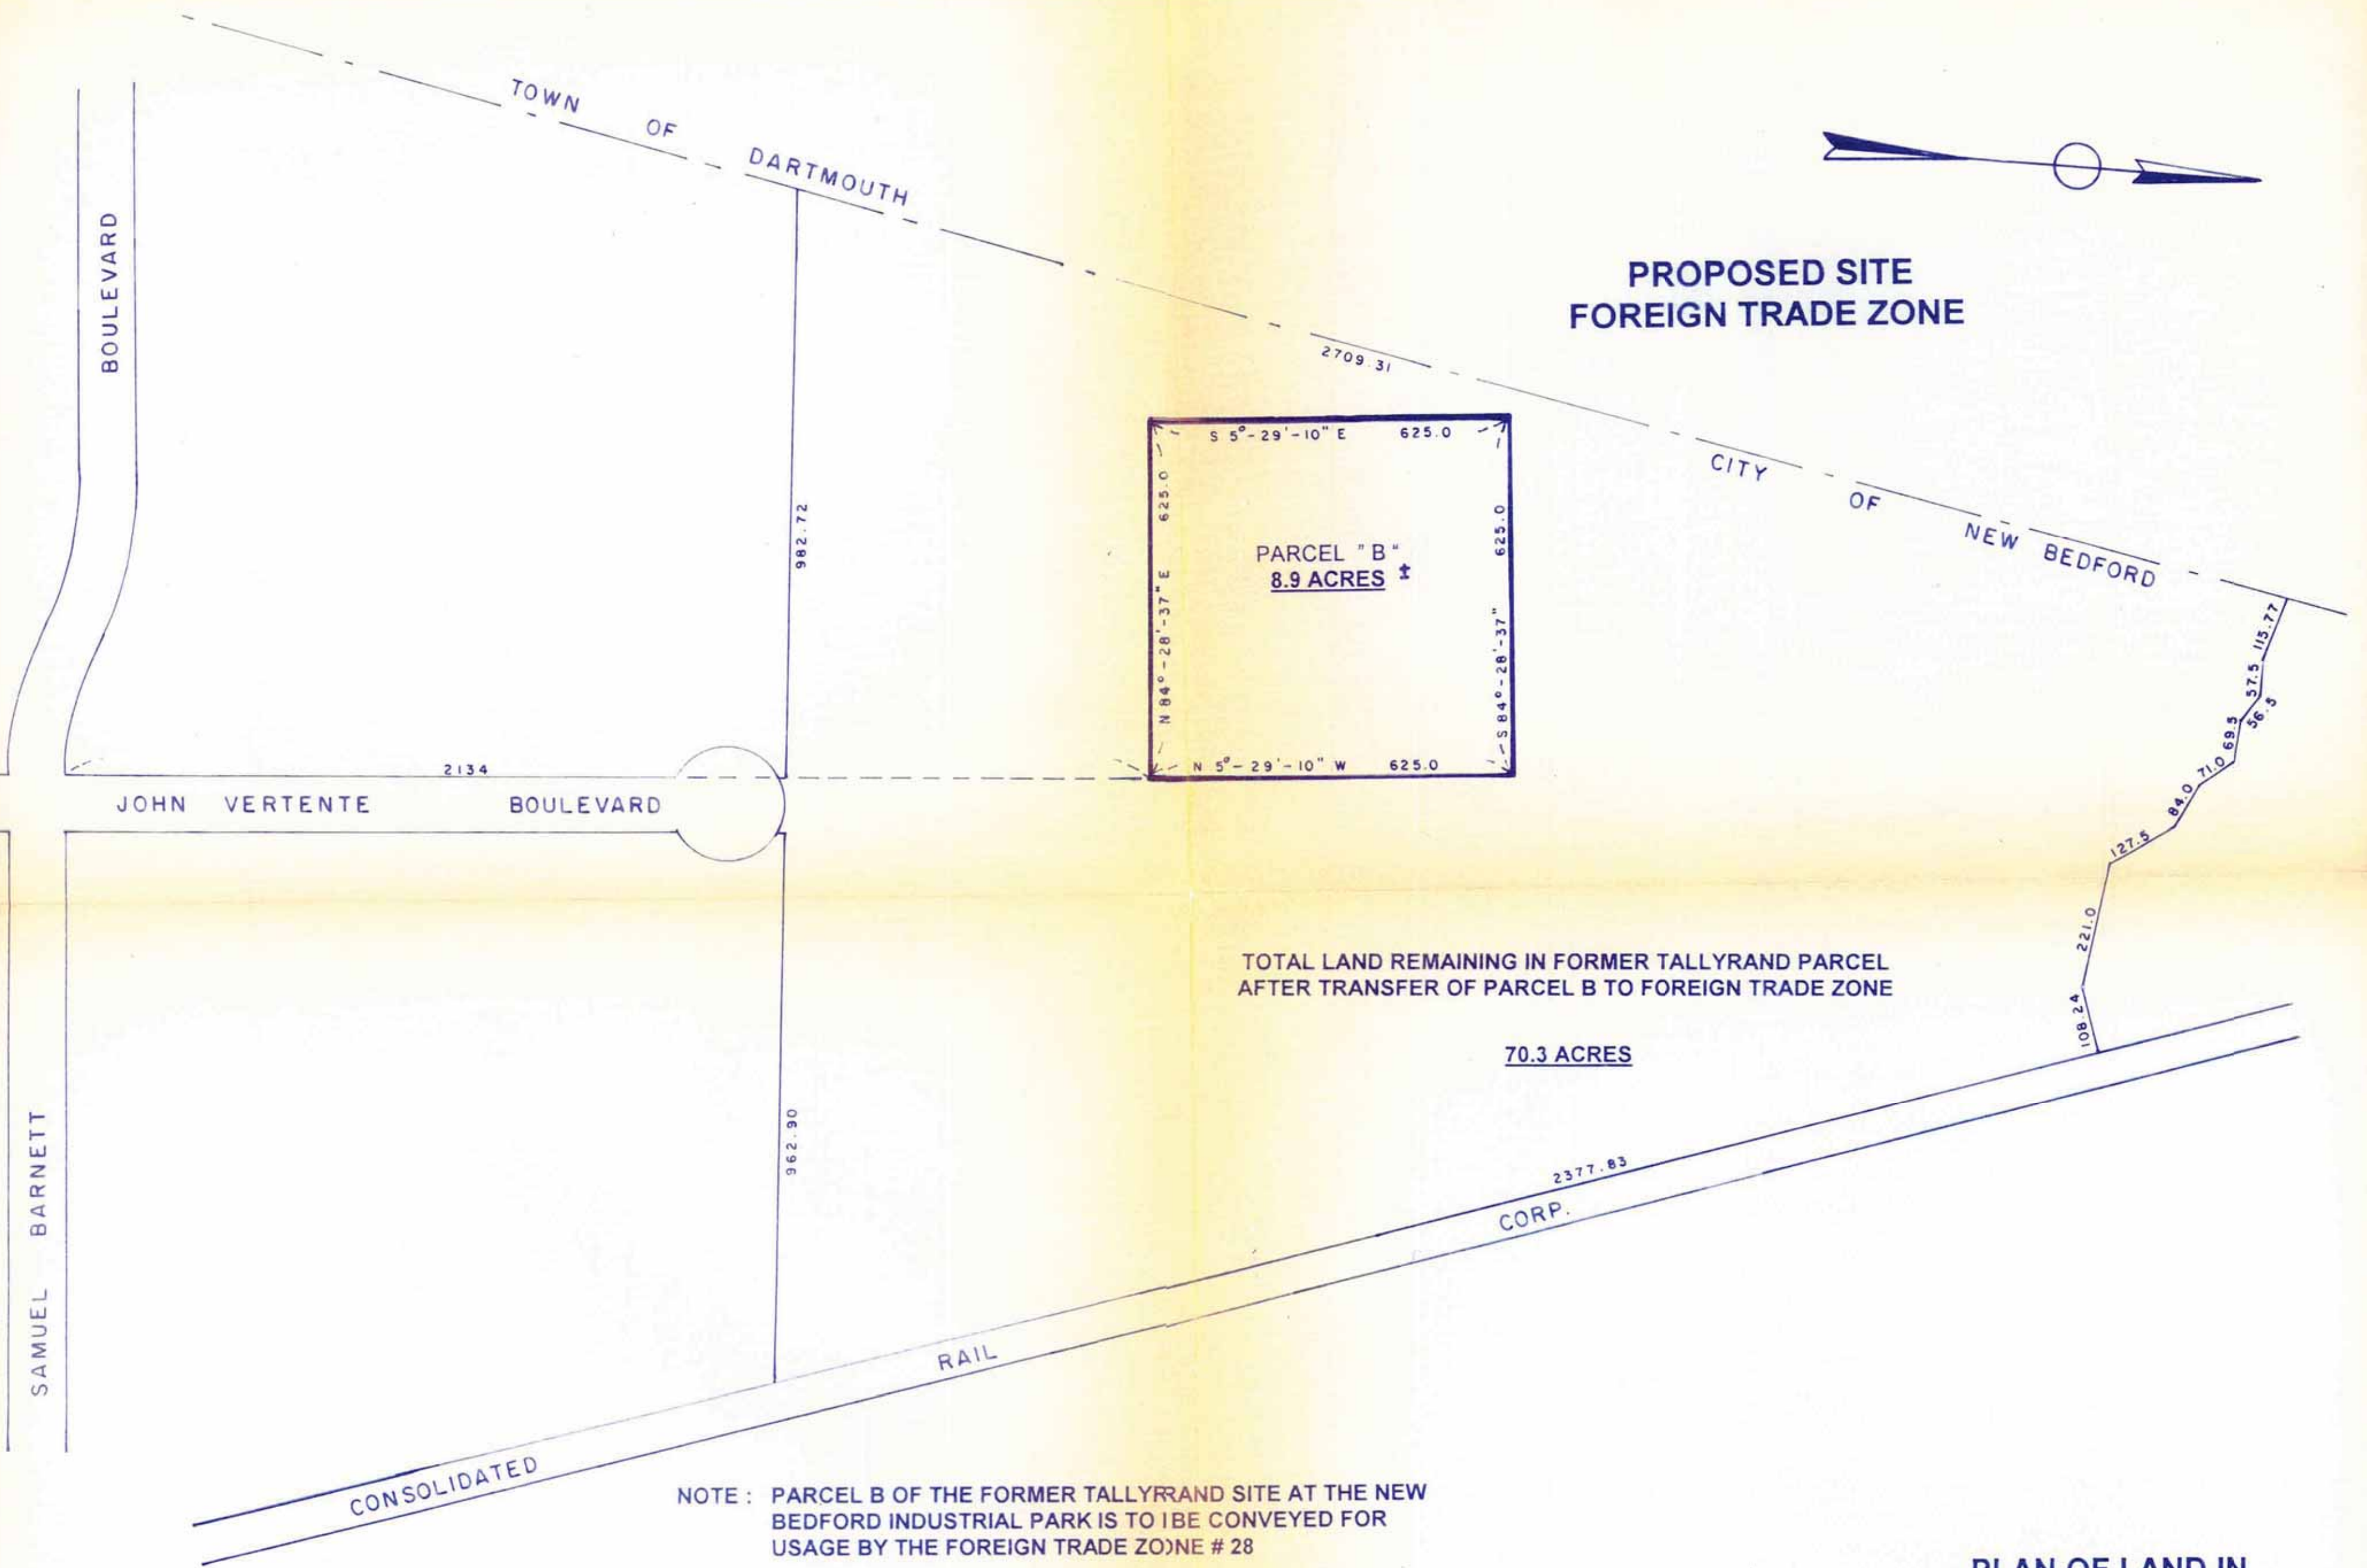 TOWN OF DARTMOUTH
BOULEVARD
PROPOSED SITE
FOREIGN TRADE ZONE
2709.31
S 5°-29'-10" E 625.0
CITY OF NEW BEDFORD
982.72
N 84°-28'-37" E 625.0
PARCEL "B"
8.9 ACRES ±
S 84°-28'-37" 625.0
N 5°-29'-10" W 625.0
115.77
57.5
56.5
69.5
71.0
84.0
127.5
221.0
108.24
2134
JOHN VERTENTE BOULEVARD
TOTAL LAND REMAINING IN FORMER TALLYRAND PARCEL
AFTER TRANSFER OF PARCEL B TO FOREIGN TRADE ZONE
70.3 ACRES
SAMUEL BARNETT
962.90
2377.83
CONSOLIDATED RAIL CORP.
NOTE : PARCEL B OF THE FORMER TALLYRRAND SITE AT THE NEW
BEDFORD INDUSTRIAL PARK IS TO IBE CONVEYED FOR
USAGE BY THE FOREIGN TRADE ZO)NE # 28
PLAN OF LAND IN